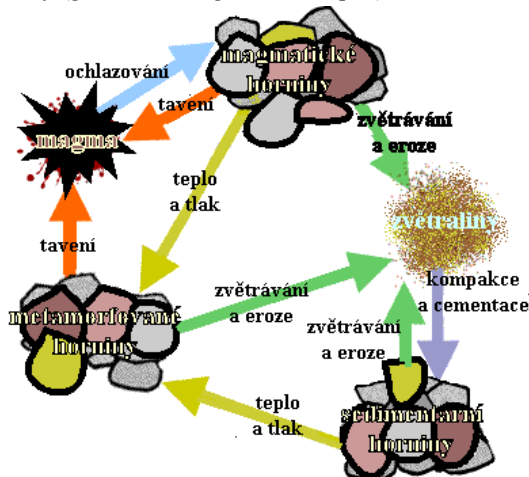 magmatické
horniny
ochlazování
tavení
magma
zvětrávání
a eroze
teplo
a tlak
zvětraliny
tavení
kompakce
a cementace
zvětrávání
a eroze
metamorfované
horniny
zvětrávání
a eroze
teplo
a tlak
sedimentární
horniny